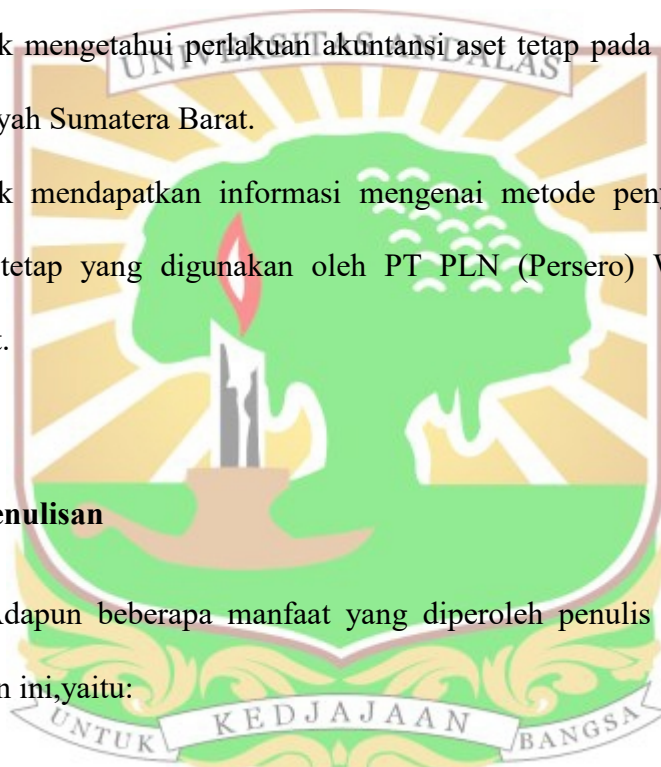 k mengetahui perlakuan akuntansi aset tetap pada
UNIVERSITAS ANDALAS
yah Sumatera Barat.
k mendapatkan informasi mengenai metode peny
tetap yang digunakan oleh PT PLN (Persero) W
t.
enulisan
Adapun beberapa manfaat yang diperoleh penulis
n ini,yaitu:
UNTUK KEDJAJAAN BANGSA